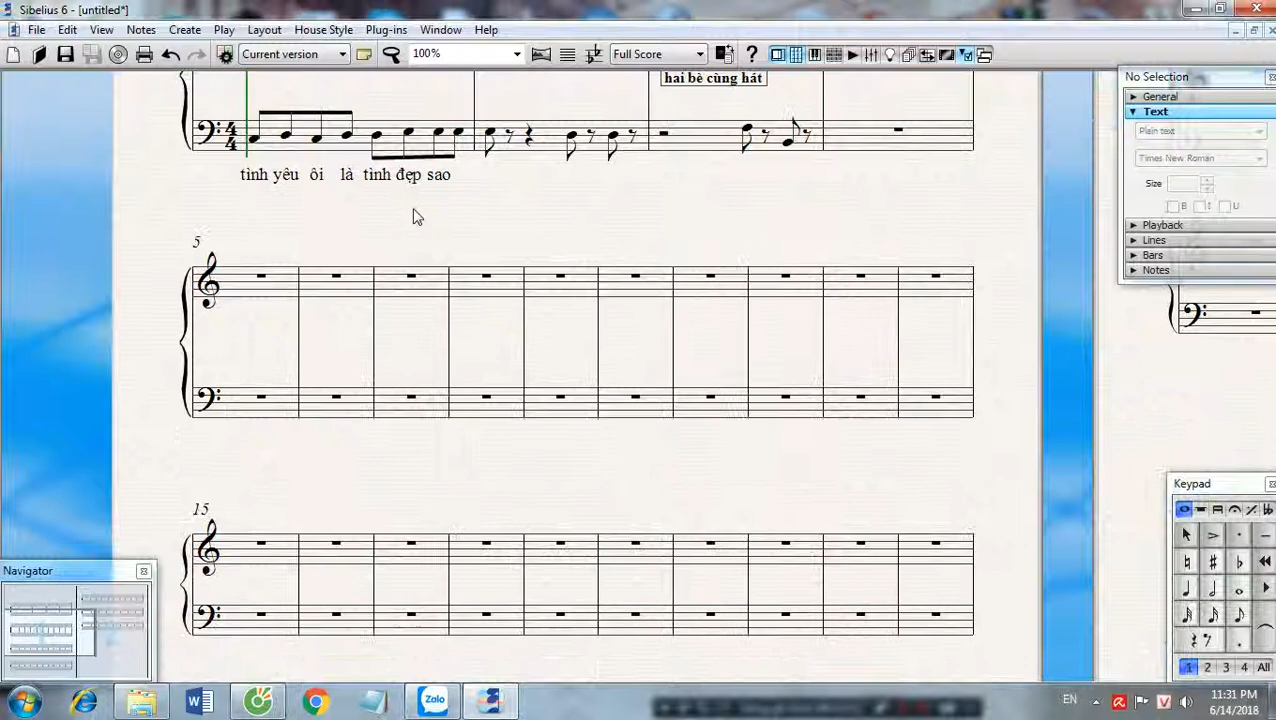 Sibelius 6 - [untitled*]
File Edit View Notes Create Play Layout House Style Plug-ins Window Help
Current version 100% Full Score
hai bè cùng hát
No Selection
General
Text
Plain text
Times New Roman
Size
B I U
Playback
Lines
Bars
Notes
4
4
tình yêu ôi là tình đẹp sao
5
15
Navigator
Keypad
1 2 3 4 All
Zalo
EN
V
11:31 PM
6/14/2018